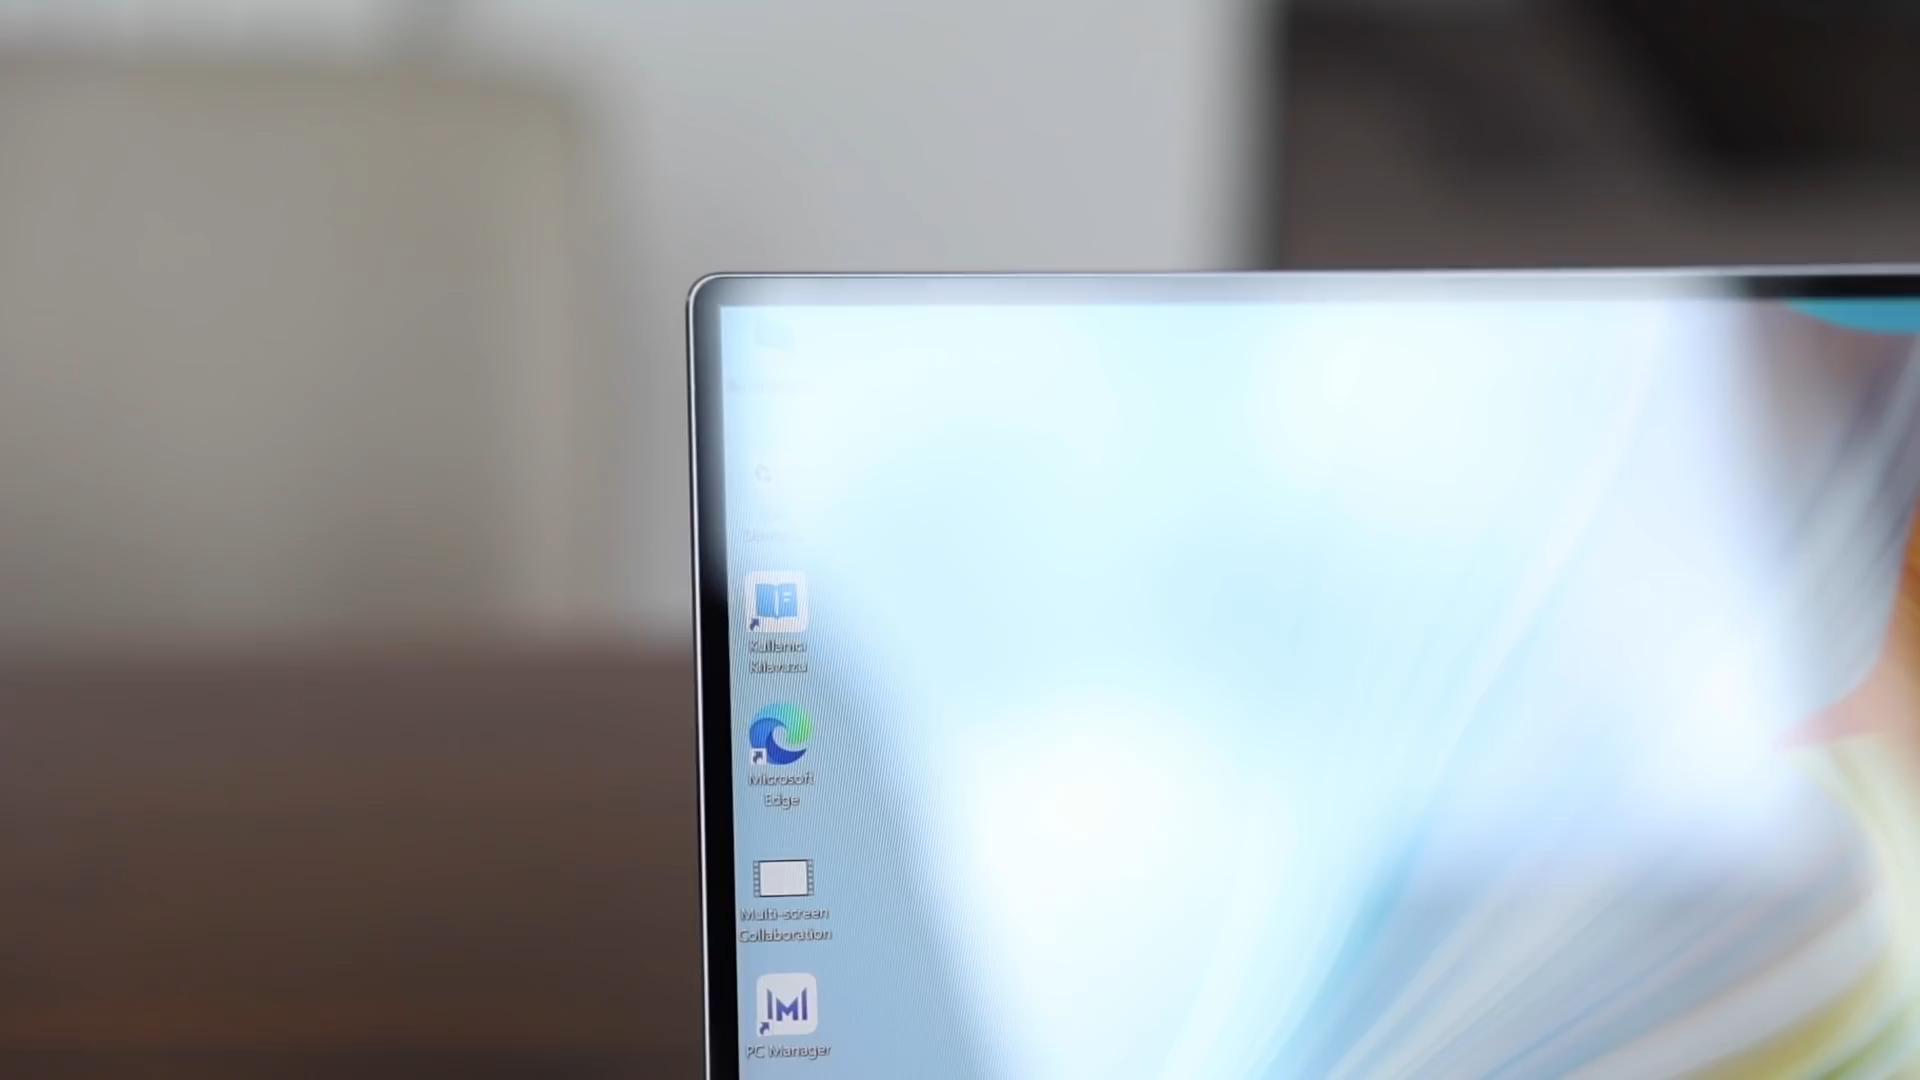 Kullanıcı
Kılavuzu
Microsoft
Edge
Multi-screen
Collaboration
PC Manager